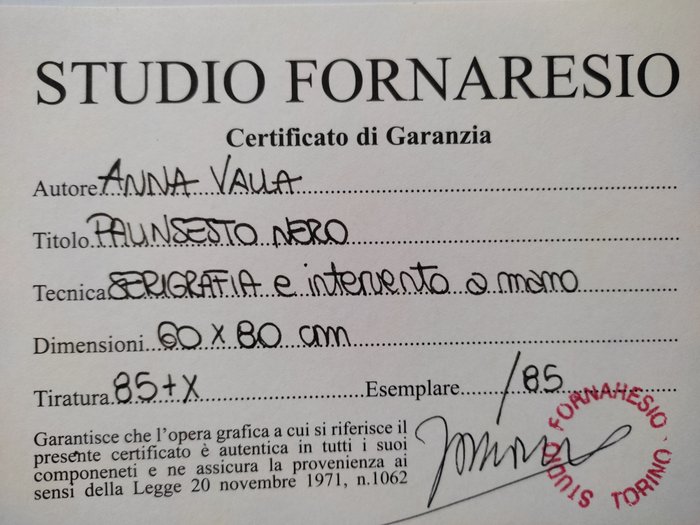 STUDIO FORNARESIO
Certificato di Garanzia
Autore ANNA VALLA
Titolo PALINSESTO NERO
Tecnica SERIGRAFIA e intervento a mano
Dimensioni 60 x 80 cm
Tiratura 85+X Esemplare /85
Garantisce che l'opera grafica a cui si riferisce il
presente certificato è autentica in tutti i suoi
componeneti e ne assicura la provenienza ai
sensi della Legge 20 novembre 1971, n.1062
STUDIO FORNARESIO · TORINO ·